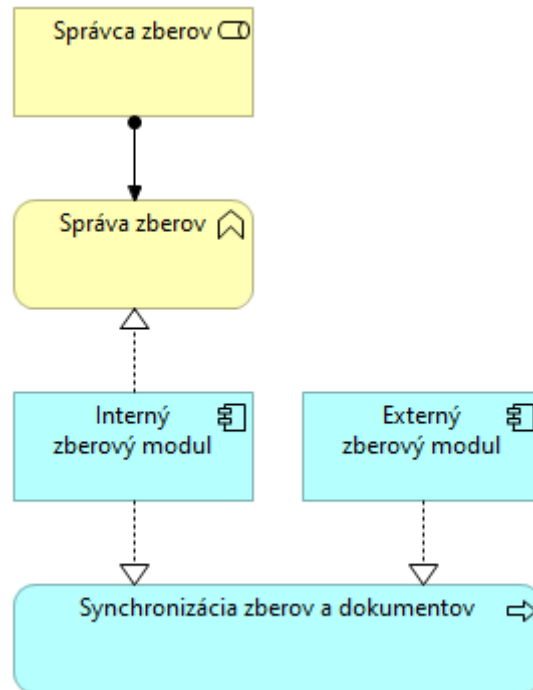 Správca zberov
Správa zberov
Interný
zberový modul
Externý
zberový modul
Synchronizácia zberov a dokumentov